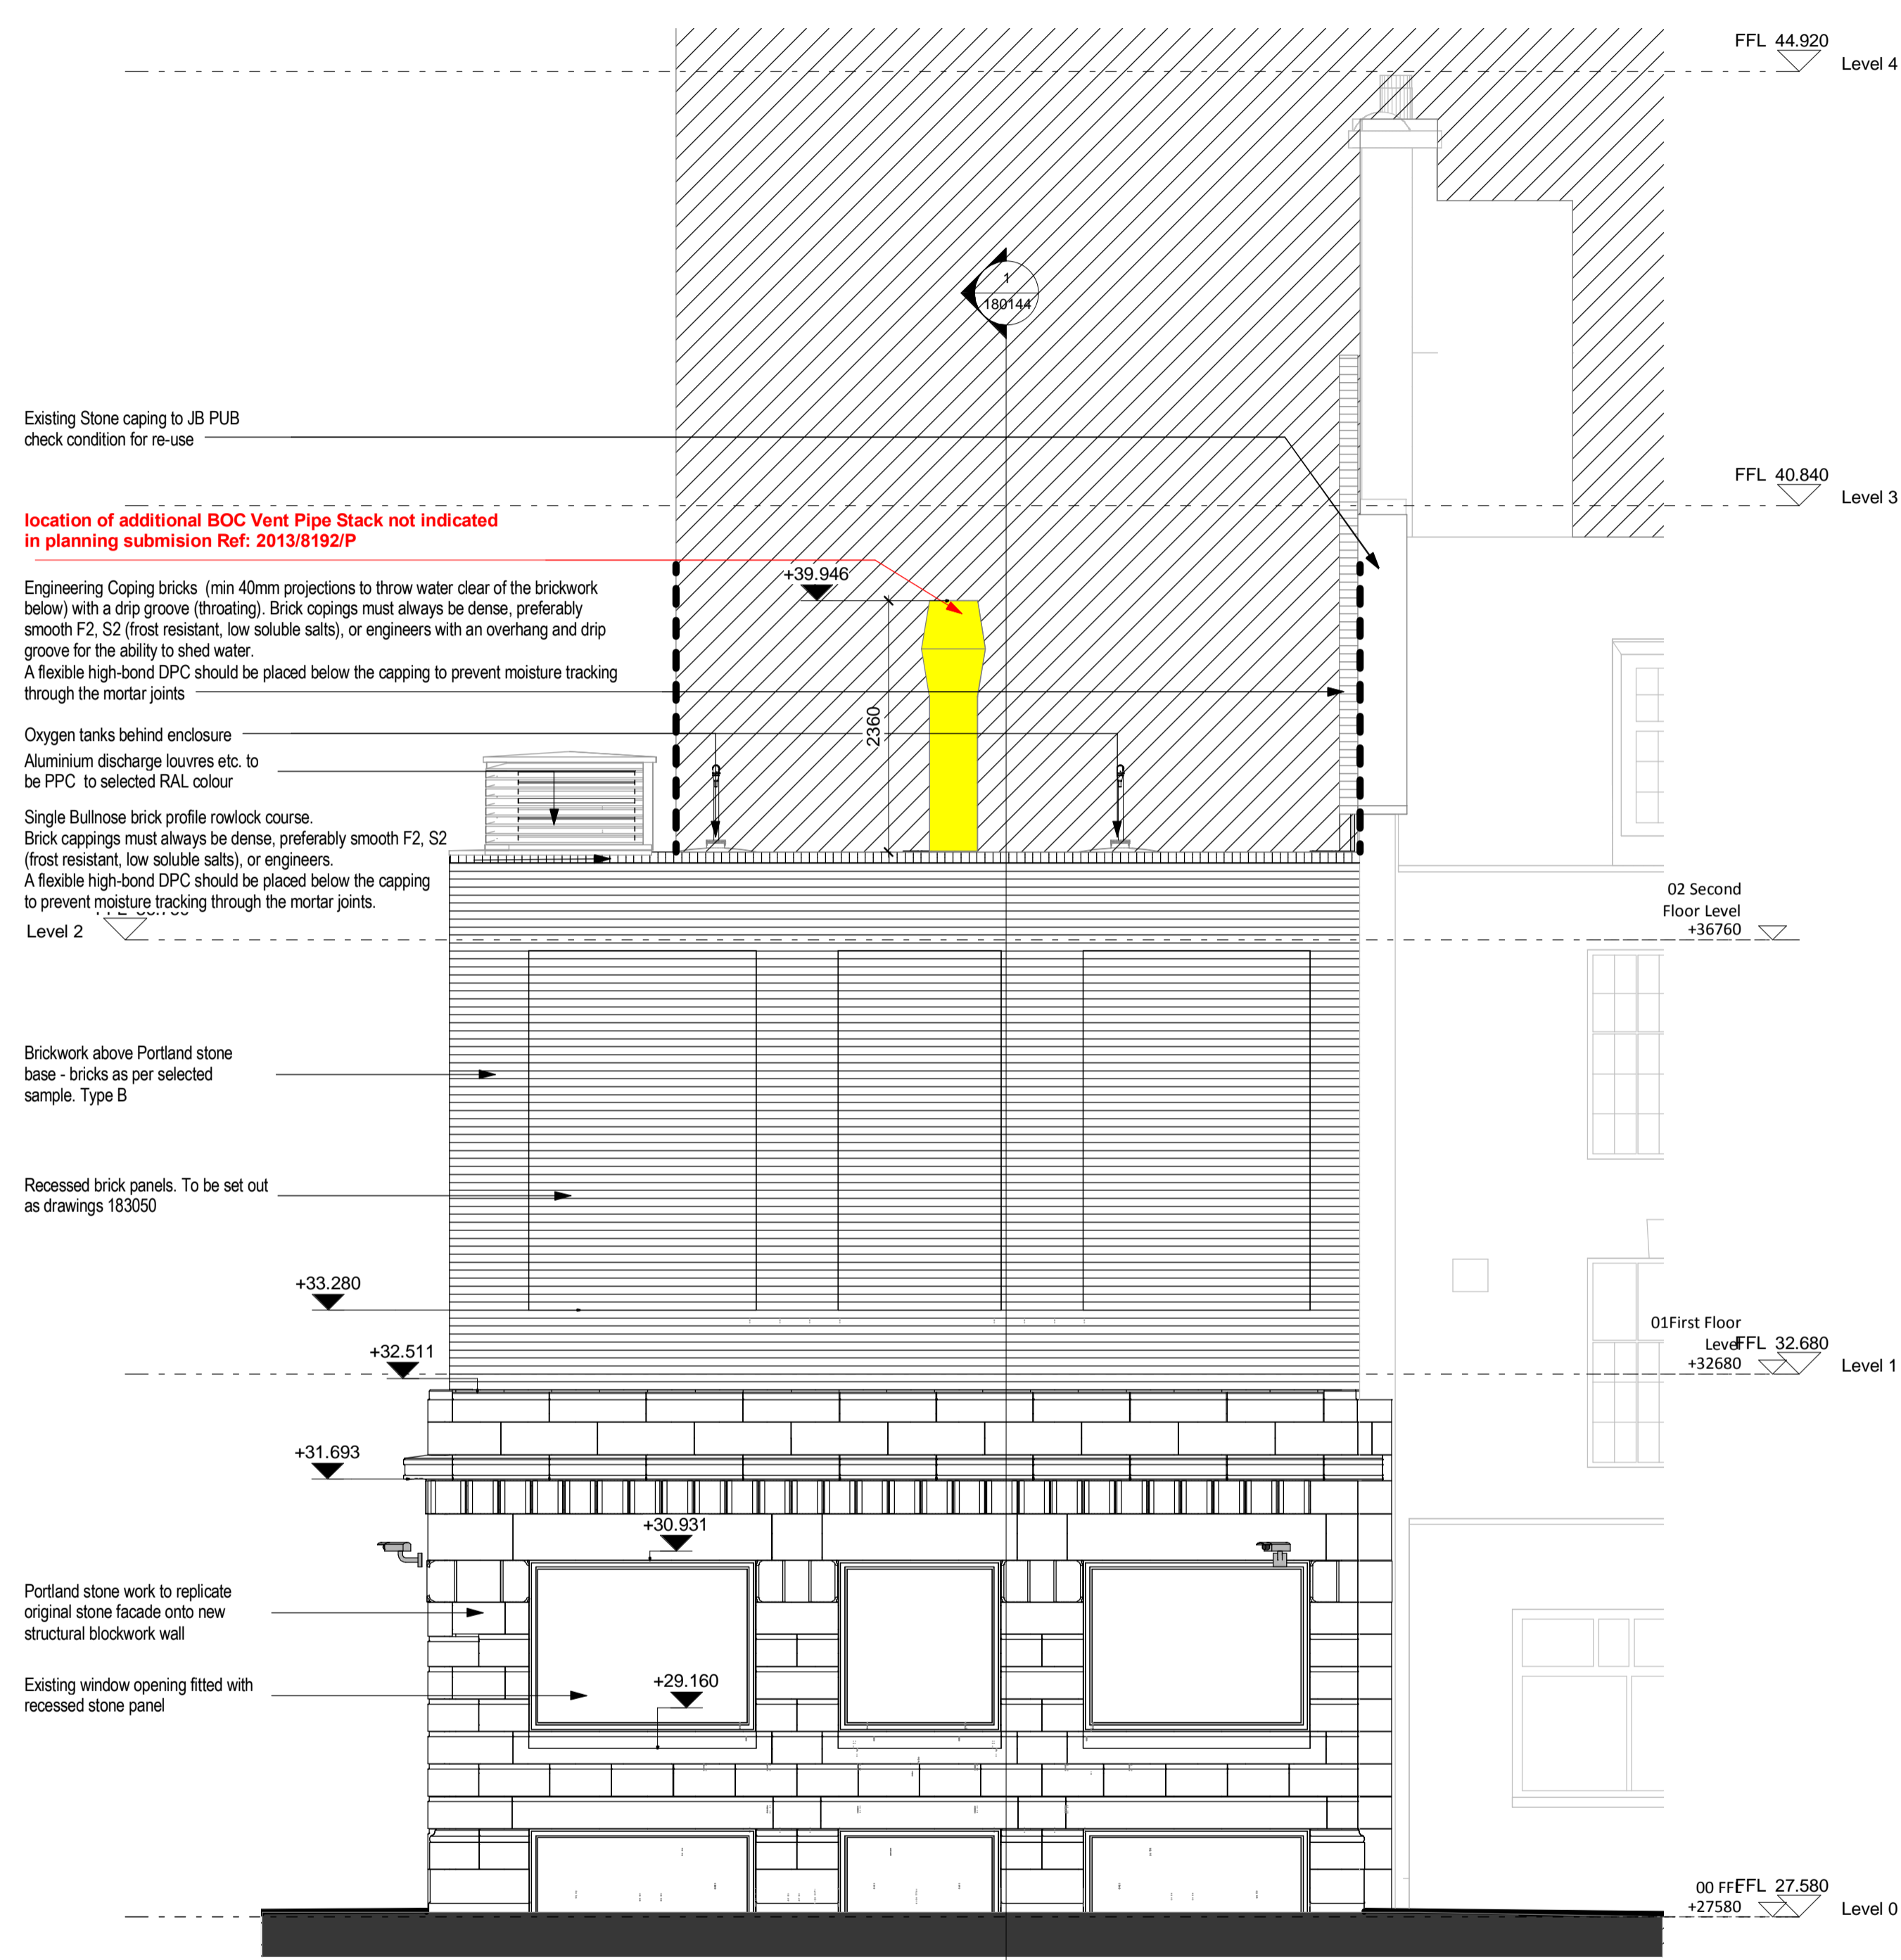 FFL 44.920
Level 4
1
180144
Existing Stone caping to JB PUB
check condition for re-use
FFL 40.840
Level 3
location of additional BOC Vent Pipe Stack not indicated
in planning submision Ref: 2013/8192/P
+39.946
Engineering Coping bricks (min 40mm projections to throw water clear of the brickwork
below) with a drip groove (throating). Brick copings must always be dense, preferably
smooth F2, S2 (frost resistant, low soluble salts), or engineers with an overhang and drip
groove for the ability to shed water.
A flexible high-bond DPC should be placed below the capping to prevent moisture tracking
through the mortar joints
2360
Oxygen tanks behind enclosure
Aluminium discharge louvres etc. to
be PPC to selected RAL colour
Single Bullnose brick profile rowlock course.
Brick cappings must always be dense, preferably smooth F2, S2
(frost resistant, low soluble salts), or engineers.
A flexible high-bond DPC should be placed below the capping
to prevent moisture tracking through the mortar joints.
Level 2
02 Second
Floor Level
+36760
Brickwork above Portland stone
base - bricks as per selected
sample. Type B
Recessed brick panels. To be set out
as drawings 183050
+33.280
+32.511
01First Floor
Level
+32680
FFL 32.680
Level 1
+31.693
+30.931
Portland stone work to replicate
original stone facade onto new
structural blockwork wall
Existing window opening fitted with
recessed stone panel
+29.160
00 FFL
+27580
FFL 27.580
Level 0